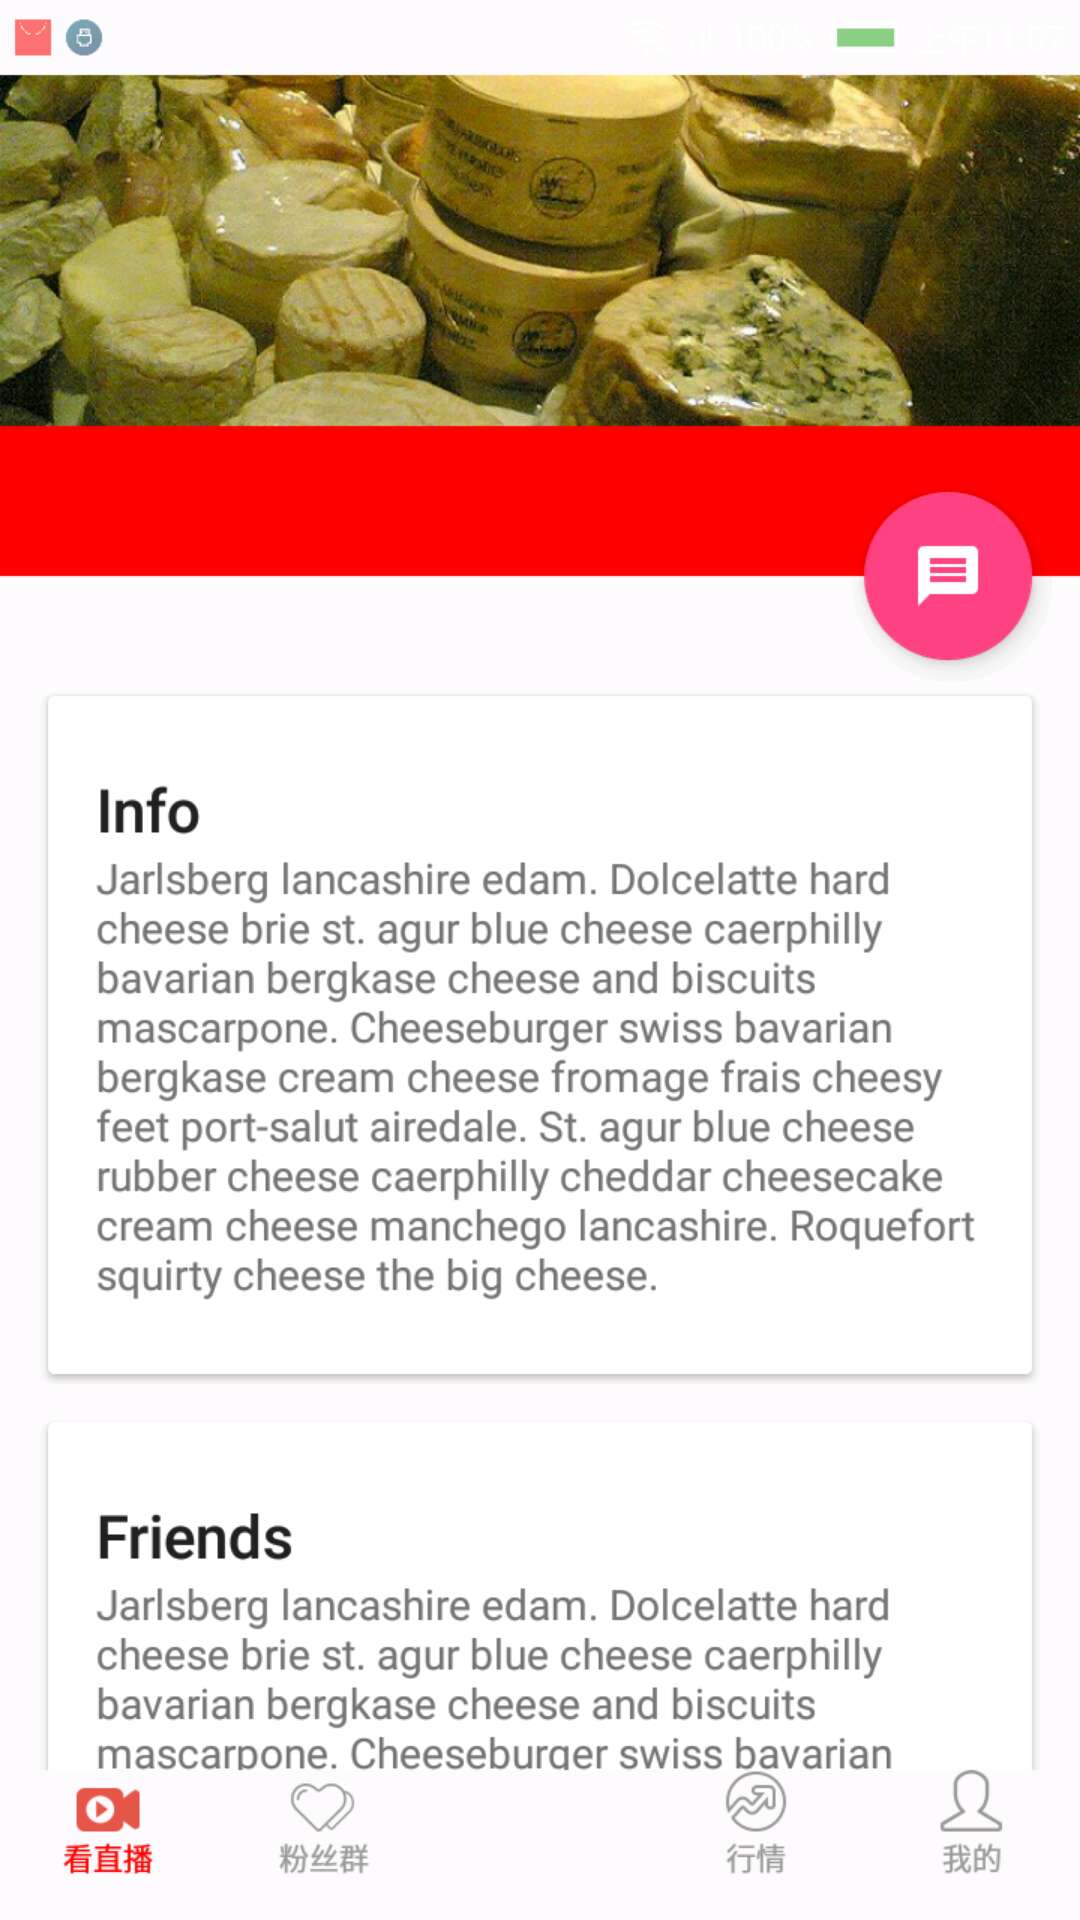 Info
Jarlsberg lancashire edam. Dolcelatte hard
cheese brie st. agur blue cheese caerphilly
bavarian bergkase cheese and biscuits
mascarpone. Cheeseburger swiss bavarian
bergkase cream cheese fromage frais cheesy
feet port-salut airedale. St. agur blue cheese
rubber cheese caerphilly cheddar cheesecake
cream cheese manchego lancashire. Roquefort
squirty cheese the big cheese.
Friends
Jarlsberg lancashire edam. Dolcelatte hard
cheese brie st. agur blue cheese caerphilly
bavarian bergkase cheese and biscuits
mascarpone. Cheeseburger swiss bavarian
看直播 粉丝群 行情 我的